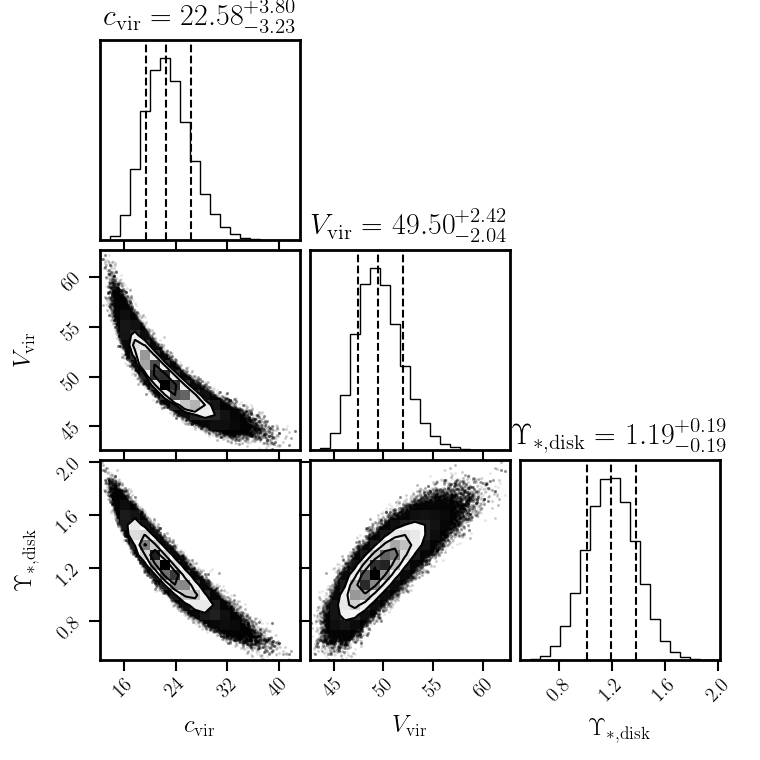 c_vir = 22.58^{+3.80}_{-3.23}
V_vir = 49.50^{+2.42}_{-2.04}
60
55
50
45
V_vir
ϒ_{*,disk} = 1.19^{+0.19}_{-0.19}
2.0
1.6
1.2
0.8
ϒ_{*,disk}
16 24 32 40
45 50 55 60
0.8 1.2 1.6 2.0
c_vir
V_vir
ϒ_{*,disk}